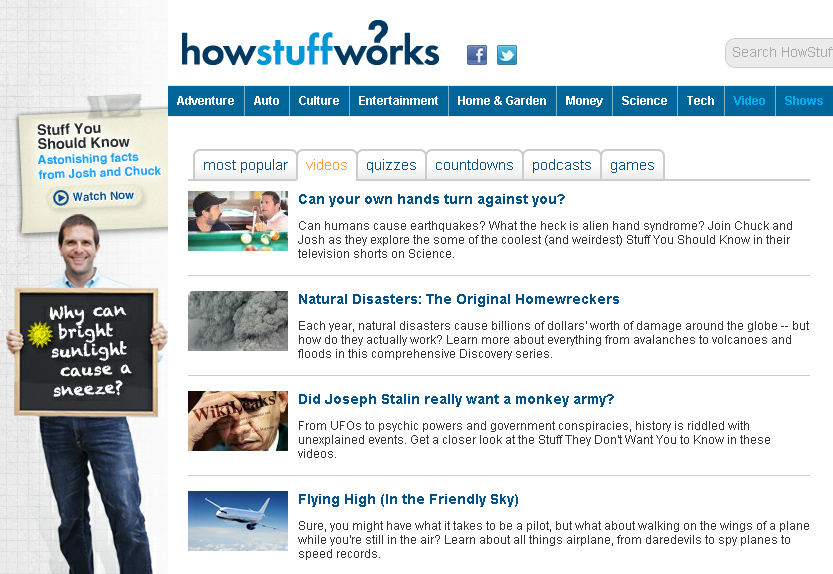 howstuffworks
Search HowStuf
Adventure Auto Culture Entertainment Home & Garden Money Science Tech Video Shows
Stuff You
Should Know
Astonishing facts
from Josh and Chuck
Watch Now
Why can
bright
sunlight
cause a
sneeze?
most popular videos quizzes countdowns podcasts games
Can your own hands turn against you?
Can humans cause earthquakes? What the heck is alien hand syndrome? Join Chuck and
Josh as they explore the some of the coolest (and weirdest) Stuff You Should Know in their
television shorts on Science.
Natural Disasters: The Original Homewreckers
Each year, natural disasters cause billions of dollars' worth of damage around the globe -- but
how do they actually work? Learn more about everything from avalanches to volcanoes and
floods in this comprehensive Discovery series.
WikiLeaks
Did Joseph Stalin really want a monkey army?
From UFOs to psychic powers and government conspiracies, history is riddled with
unexplained events. Get a closer look at the Stuff They Don't Want You to Know in these
videos.
Flying High (In the Friendly Sky)
Sure, you might have what it takes to be a pilot, but what about walking on the wings of a plane
while you're still in the air? Learn about all things airplane, from daredevils to spy planes to
speed records.